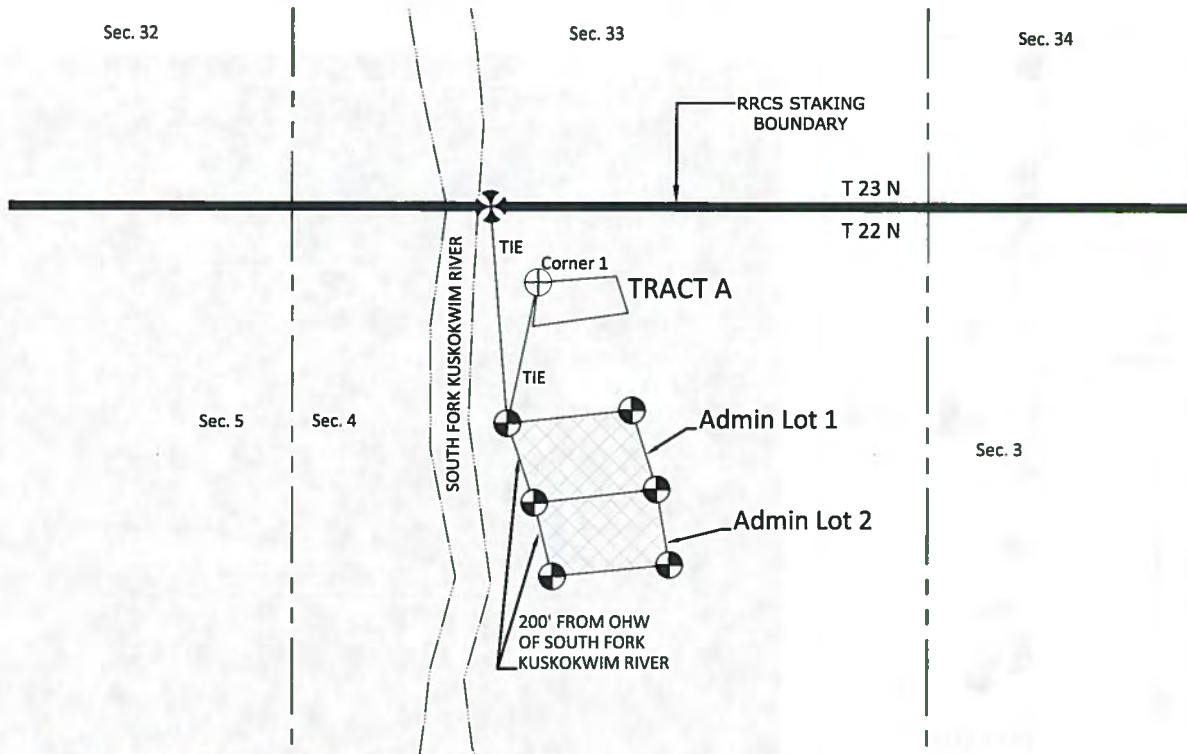 Sec. 32
Sec. 33
Sec. 34
RRCS STAKING
BOUNDARY
T 23 N
T 22 N
TIE
Corner 1
TRACT A
SOUTH FORK KUSKOKWIM RIVER
TIE
Admin Lot 1
Sec. 5
Sec. 4
Sec. 3
Admin Lot 2
200' FROM OHW
OF SOUTH FORK
KUSKOKWIM RIVER